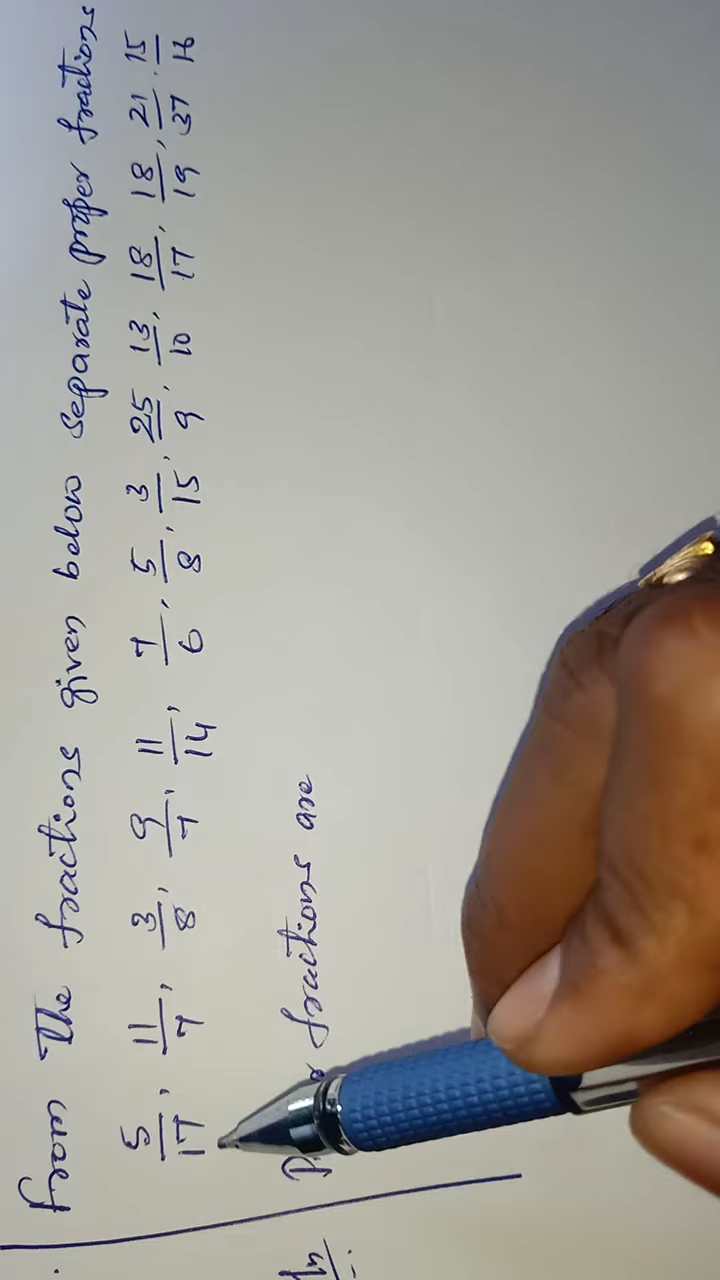 from The fractions given below separate proper fractions
5/17, 11/7, 3/8, 9/7, 11/14, 7/6, 5/8, 3/15, 25/9, 13/10, 18/17, 18/19, 21/37, 15/16
fractions are